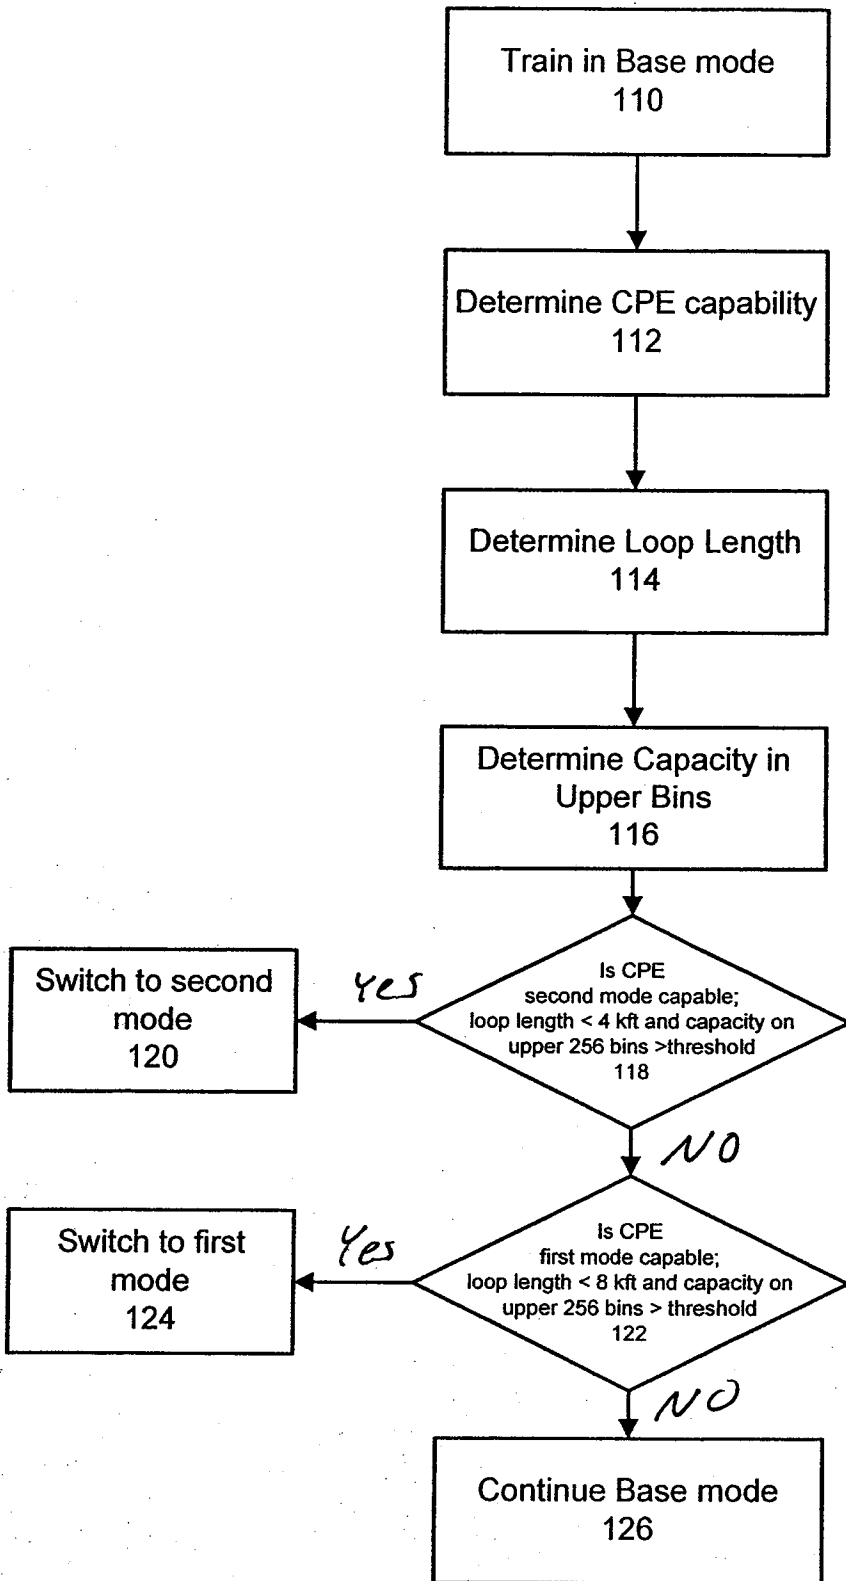 Train in Base mode
110
Determine CPE capability
112
Determine Loop Length
114
Determine Capacity in
Upper Bins
116
Is CPE
second mode capable;
loop length < 4 kft and capacity on
upper 256 bins >threshold
118
Yes
Switch to second
mode
120
NO
Is CPE
first mode capable;
loop length < 8 kft and capacity on
upper 256 bins > threshold
122
Yes
Switch to first
mode
124
NO
Continue Base mode
126